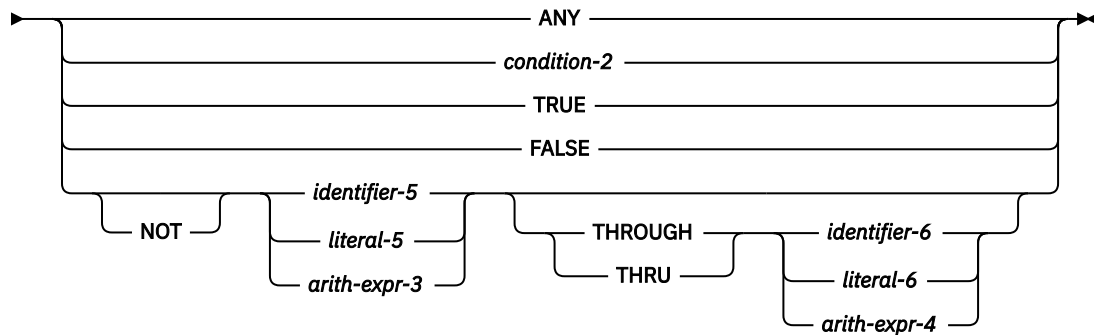 ANY
condition-2
TRUE
FALSE
identifier-5
NOT THROUGH identifier-6
literal-5
THRU
arith-expr-3 literal-6
arith-expr-4